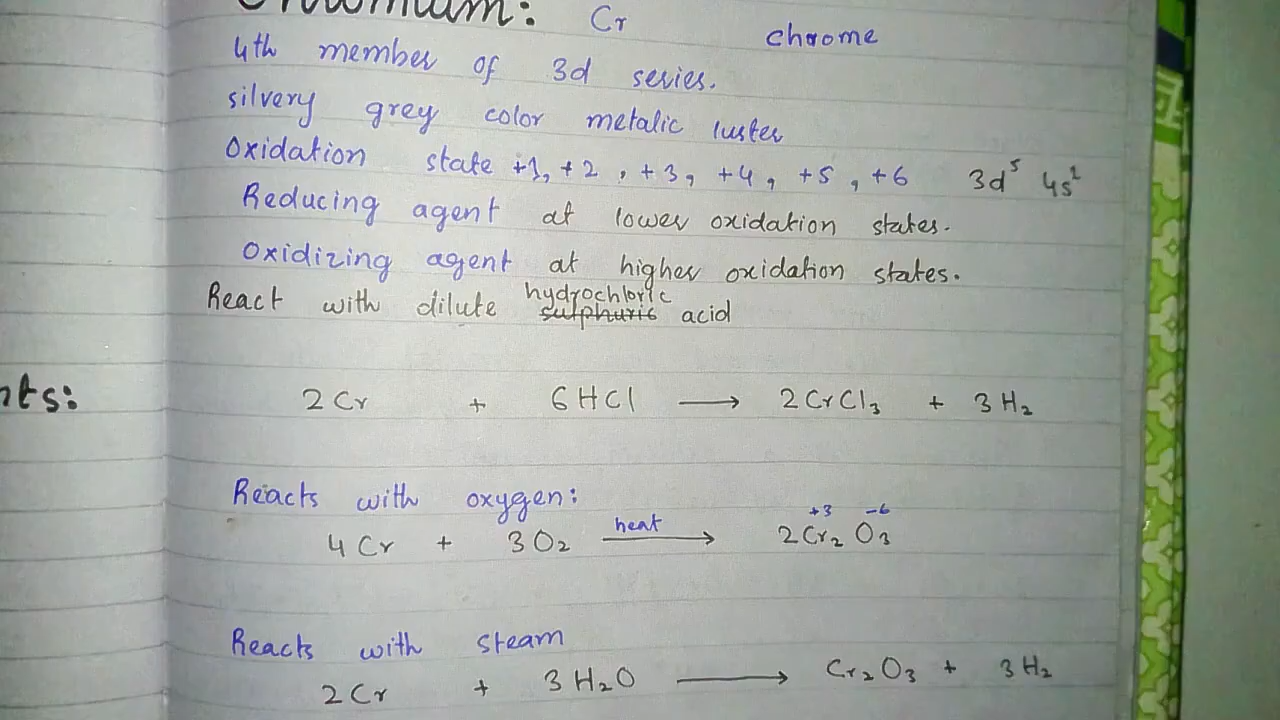 Chromium: Cr chrome
4th member of 3d series.
silvery grey color metalic luster
Oxidation state +1, +2, +3, +4, +5, +6 3d⁵ 4s¹
Reducing agent at lower oxidation states.
Oxidizing agent at higher oxidation states.
hydrochloric
React with dilute sulphuric acid
nts:
2Cr + 6HCl ⟶ 2CrCl₃ + 3H₂
Reacts with oxygen:
+3 -6
4Cr + 3O₂ heat ⟶ 2Cr₂O₃
Reacts with steam
2Cr + 3H₂O ⟶ Cr₂O₃ + 3H₂